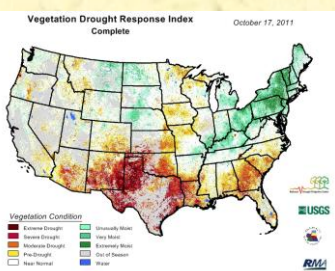 Vegetation Drought Response Index
Complete
October 17, 2011
Vegetation Condition
Extreme Drought
Severe Drought
Moderate Drought
Pre-Drought
Near Normal
Unusually Moist
Very Moist
Extremely Moist
Out of Season
Water
USGS
RMA